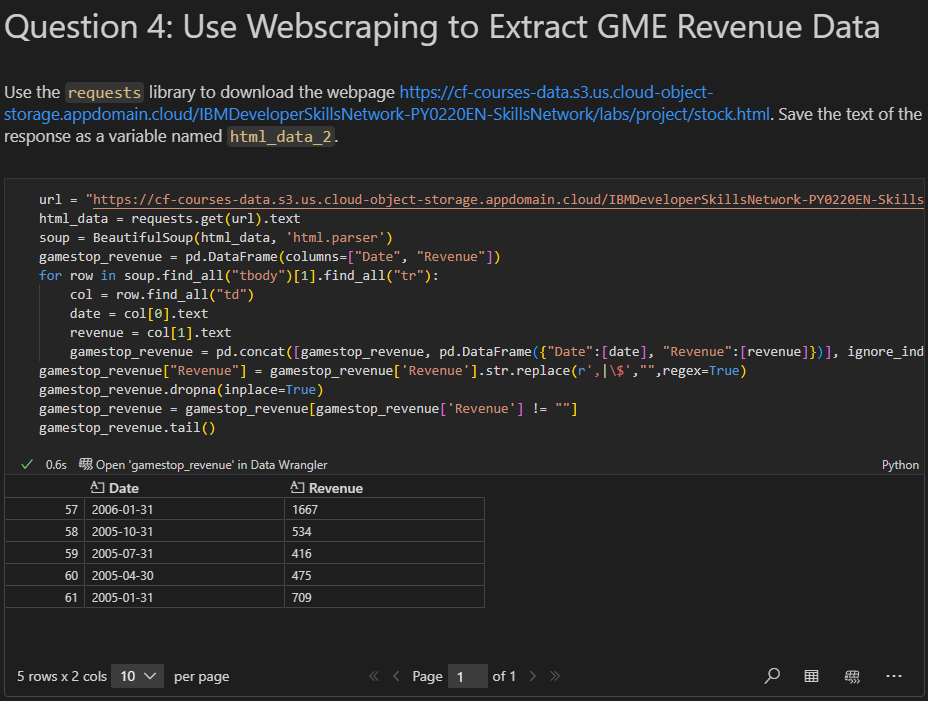 Question 4: Use Webscraping to Extract GME Revenue Data
Use the requests library to download the webpage https://cf-courses-data.s3.us.cloud-object-
storage.appdomain.cloud/IBMDeveloperSkillsNetwork-PY0220EN-SkillsNetwork/labs/project/stock.html. Save the text of the
response as a variable named html_data_2.
url = "https://cf-courses-data.s3.us.cloud-object-storage.appdomain.cloud/IBMDeveloperSkillsNetwork-PY0220EN-Skills
html_data = requests.get(url).text
soup = BeautifulSoup(html_data, 'html.parser')
gamestop_revenue = pd.DataFrame(columns=["Date", "Revenue"])
for row in soup.find_all("tbody")[1].find_all("tr"):
    col = row.find_all("td")
    date = col[0].text
    revenue = col[1].text
    gamestop_revenue = pd.concat([gamestop_revenue, pd.DataFrame({"Date":[date], "Revenue":[revenue]})], ignore_ind
gamestop_revenue["Revenue"] = gamestop_revenue['Revenue'].str.replace(r',|\$',"",regex=True)
gamestop_revenue.dropna(inplace=True)
gamestop_revenue = gamestop_revenue[gamestop_revenue['Revenue'] != ""]
gamestop_revenue.tail()
0.6s Open 'gamestop_revenue' in Data Wrangler Python
Date Revenue
57 2006-01-31 1667
58 2005-10-31 534
59 2005-07-31 416
60 2005-04-30 475
61 2005-01-31 709
5 rows x 2 cols 10 per page Page 1 of 1